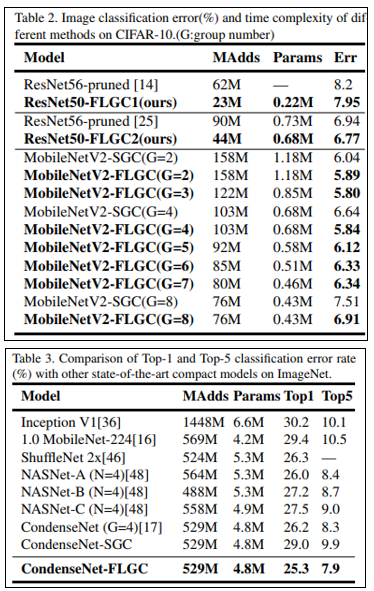 Table 2. Image classification error(%) and time complexity of dif
ferent methods on CIFAR-10.(G:group number)
Model MAdds Params Err
ResNet56-pruned [14] 62M — 8.2
ResNet50-FLGC1(ours) 23M 0.22M 7.95
ResNet56-pruned [25] 90M 0.73M 6.94
ResNet50-FLGC2(ours) 44M 0.68M 6.77
MobileNetV2-SGC(G=2) 158M 1.18M 6.04
MobileNetV2-FLGC(G=2) 158M 1.18M 5.89
MobileNetV2-FLGC(G=3) 122M 0.85M 5.80
MobileNetV2-SGC(G=4) 103M 0.68M 6.64
MobileNetV2-FLGC(G=4) 103M 0.68M 5.84
MobileNetV2-FLGC(G=5) 92M 0.58M 6.12
MobileNetV2-FLGC(G=6) 85M 0.51M 6.33
MobileNetV2-FLGC(G=7) 80M 0.46M 6.34
MobileNetV2-SGC(G=8) 76M 0.43M 7.51
MobileNetV2-FLGC(G=8) 76M 0.43M 6.91
Table 3. Comparison of Top-1 and Top-5 classification error rate
(%) with other state-of-the-art compact models on ImageNet.
Model MAdds Params Top1 Top5
Inception V1[36] 1448M 6.6M 30.2 10.1
1.0 MobileNet-224[16] 569M 4.2M 29.4 10.5
ShuffleNet 2x[46] 524M 5.3M 26.3 —
NASNet-A (N=4)[48] 564M 5.3M 26.0 8.4
NASNet-B (N=4)[48] 488M 5.3M 27.2 8.7
NASNet-C (N=4)[48] 558M 4.9M 27.5 9.0
CondenseNet (G=4)[17] 529M 4.8M 26.2 8.3
CondenseNet-SGC 529M 4.8M 29.0 9.9
CondenseNet-FLGC 529M 4.8M 25.3 7.9